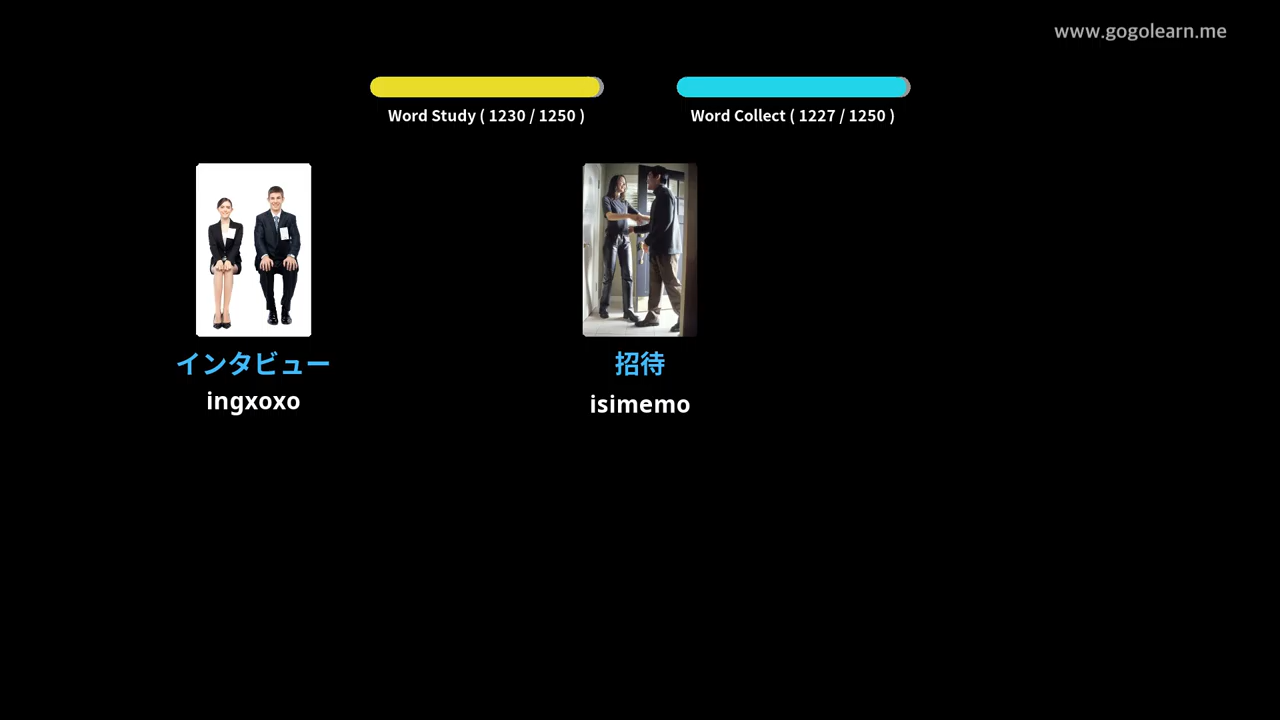 www.gogolearn.me
Word Study ( 1230 / 1250 )
Word Collect ( 1227 / 1250 )
インタビュー
招待
ingxoxo
isimemo